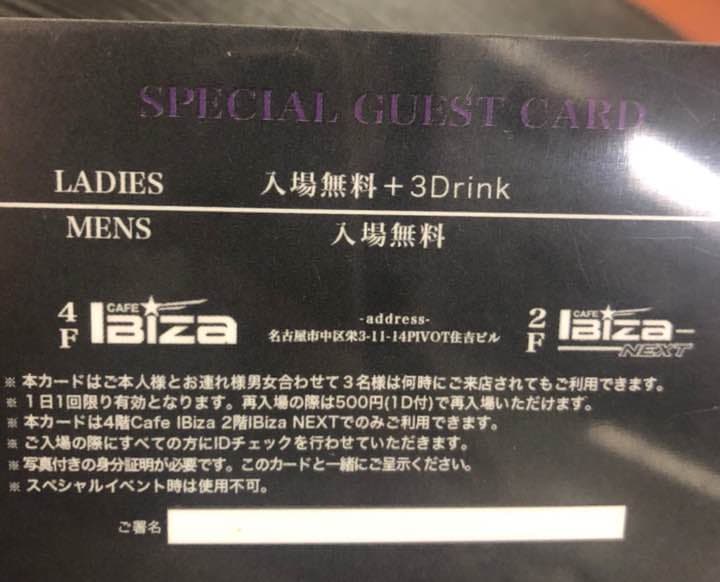 SPECIAL GUEST CARD
LADIES 入場無料+3Drink
MENS 入場無料
4F CAFE IBiza
-address-
名古屋市中区栄3-11-14PIVOT住吉ビル
2F CAFE IBiza NEXT
※ 本カードはご本人様とお連れ様男女合わせて3名様は何時にご来店されてもご利用できます。
※ 1日1回限り有効となります。再入場の際は500円(1D付)で再入場いただけます。
※ 本カードは4階Cafe IBiza 2階IBiza NEXTでのみご利用できます。
※ ご入場の際にすべての方にIDチェックを行わせていただきます。
※ 写真付きの身分証明が必要です。このカードと一緒にご呈示ください。
※ スペシャルイベント時は使用不可。
ご署名